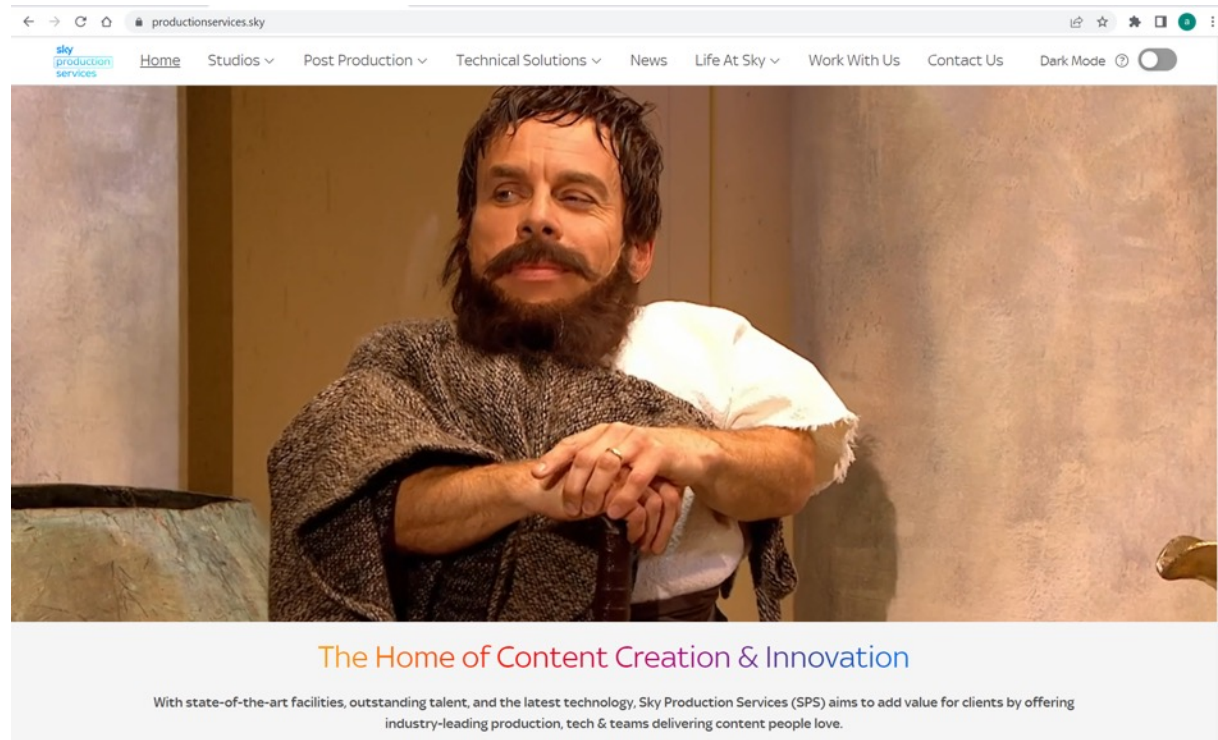 productionservices.sky
a
sky
production
services
Home Studios Post Production Technical Solutions News Life At Sky Work With Us Contact Us Dark Mode ?
The Home of Content Creation & Innovation
With state-of-the-art facilities, outstanding talent, and the latest technology, Sky Production Services (SPS) aims to add value for clients by offering
industry-leading production, tech & teams delivering content people love.